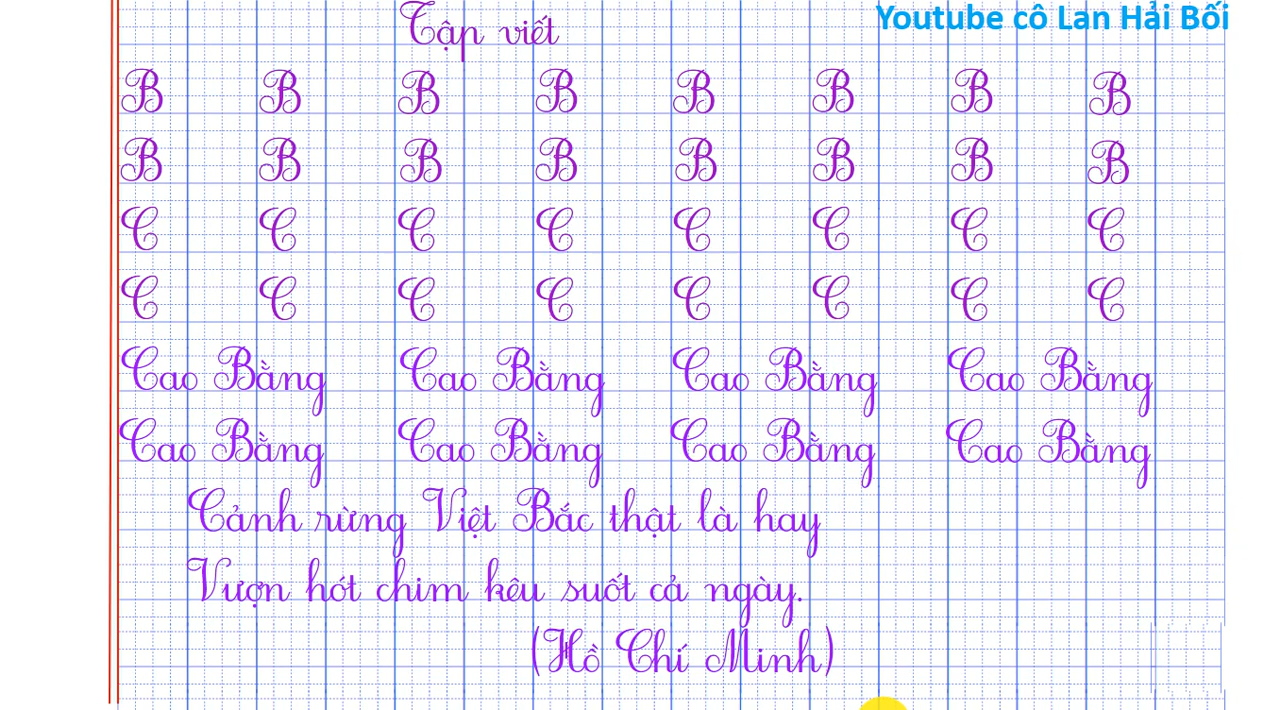 Youtube cô Lan Hải Bối
Tập viết
B B B B B B B B
B B B B B B B B
C C C C C C C C
C C C C C C C C
Cao Bằng Cao Bằng Cao Bằng Cao Bằng
Cao Bằng Cao Bằng Cao Bằng Cao Bằng
Cảnh rừng Việt Bắc thật là hay
Vượn hót chim kêu suốt cả ngày.
(Hồ Chí Minh)